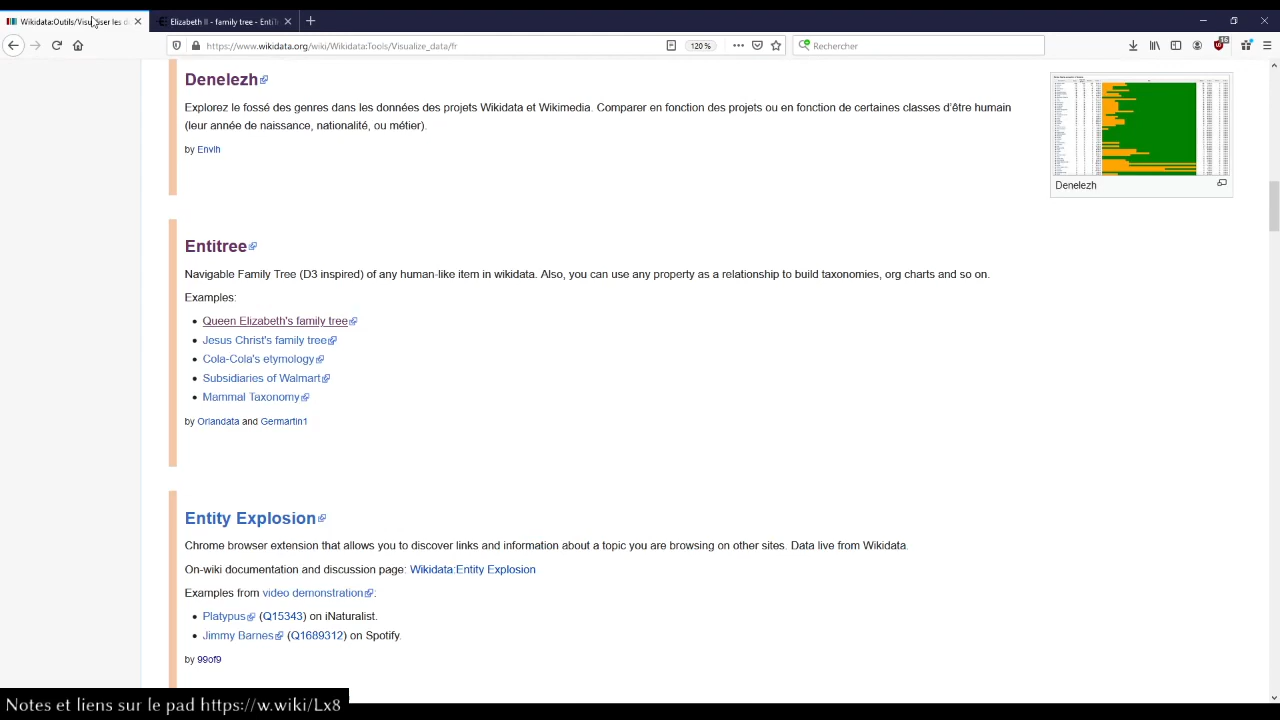 Wikidata:Outils/Visualiser les do
Elizabeth II - family tree - EntiTr
https://www.wikidata.org/wiki/Wikidata:Tools/Visualize_data/fr
120 %
Rechercher
Denelezh
Explorez le fossé des genres dans les données des projets Wikidata et Wikimedia. Comparer en fonction des projets ou en fonction de certaines classes d'être humain
(leur année de naissance, nationalité, ou métier).
by Envlh
Denelezh
Entitree
Navigable Family Tree (D3 inspired) of any human-like item in wikidata. Also, you can use any property as a relationship to build taxonomies, org charts and so on.
Examples:
Queen Elizabeth's family tree
Jesus Christ's family tree
Cola-Cola's etymology
Subsidiaries of Walmart
Mammal Taxonomy
by Orlandata and Germartin1
Entity Explosion
Chrome browser extension that allows you to discover links and information about a topic you are browsing on other sites. Data live from Wikidata.
On-wiki documentation and discussion page: Wikidata:Entity Explosion
Examples from video demonstration:
Platypus (Q15343) on iNaturalist.
Jimmy Barnes (Q1689312) on Spotify.
by 99of9
Notes et liens sur le pad https://w.wiki/Lx8